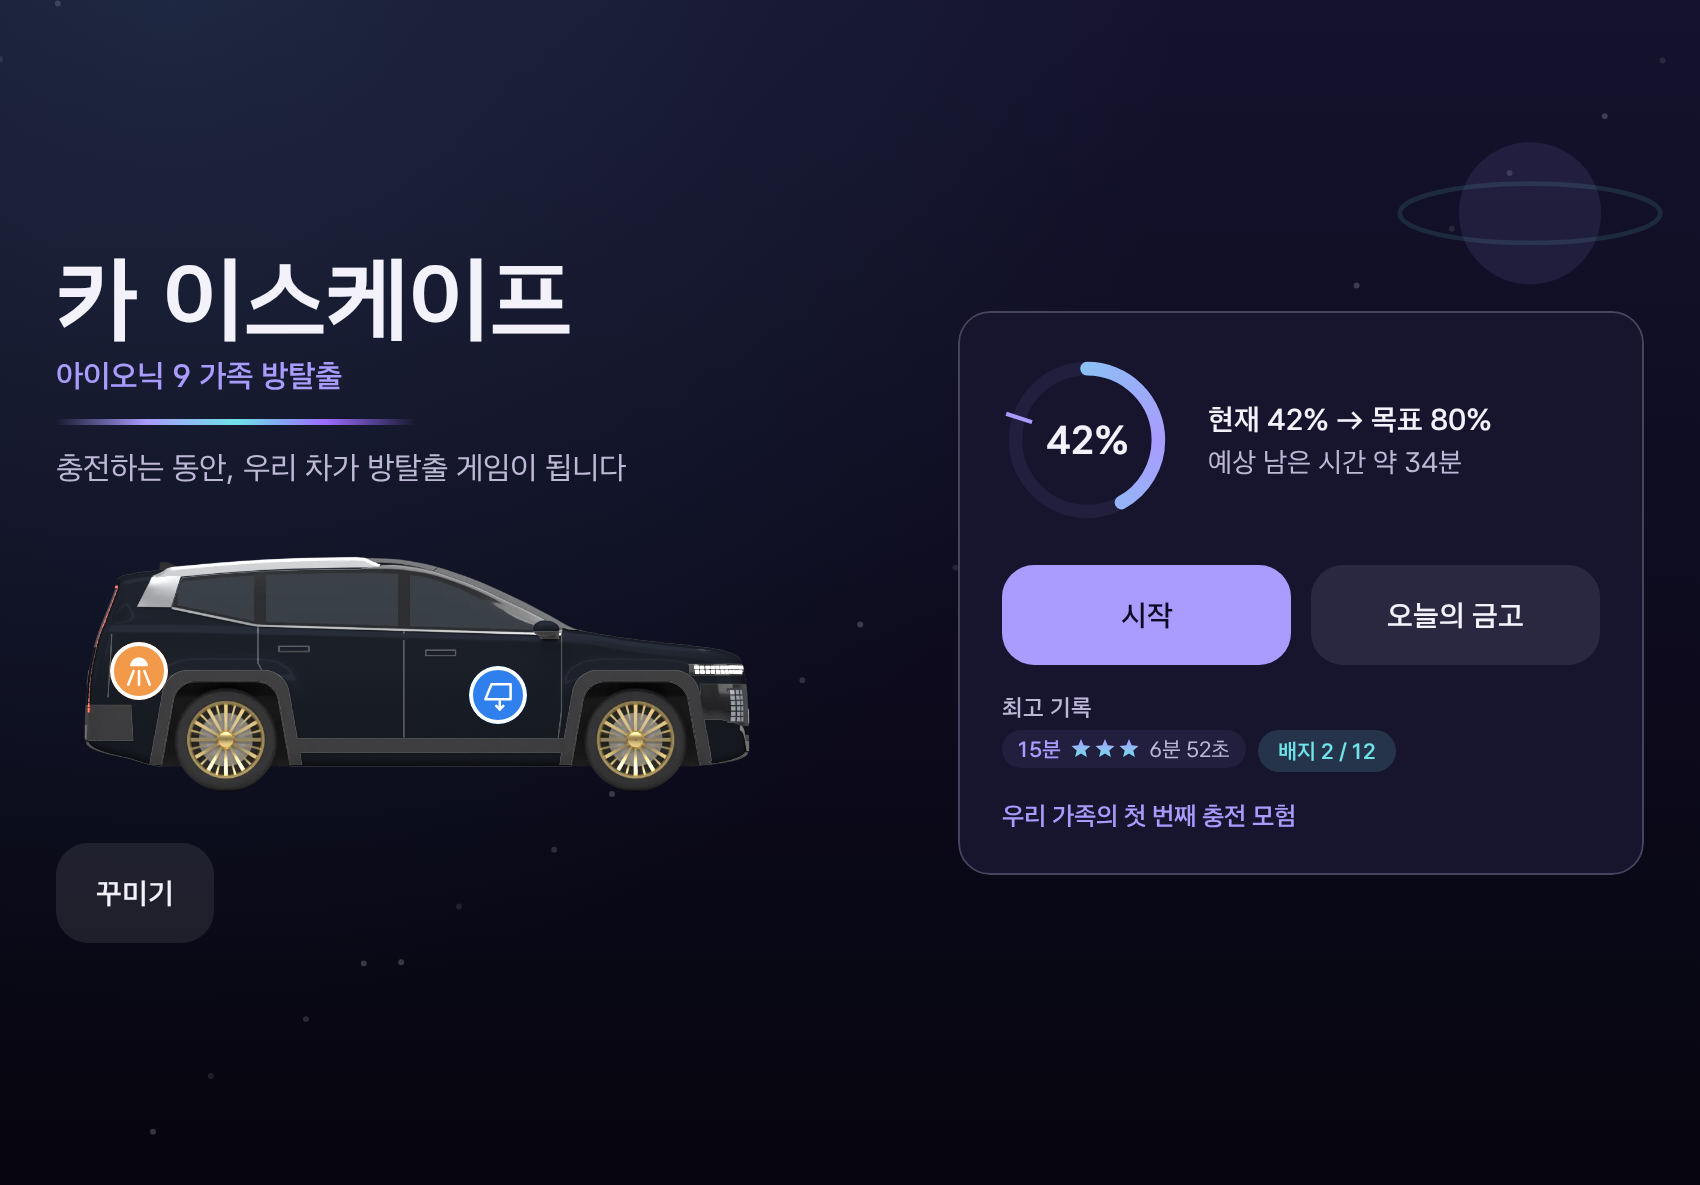 카 이스케이프
아이오닉 9 가족 방탈출
충전하는 동안, 우리 차가 방탈출 게임이 됩니다
꾸미기
42%
현재 42% → 목표 80%
예상 남은 시간 약 34분
시작
오늘의 금고
최고 기록
15분 ★★★ 6분 52초
배지 2 / 12
우리 가족의 첫 번째 충전 모험